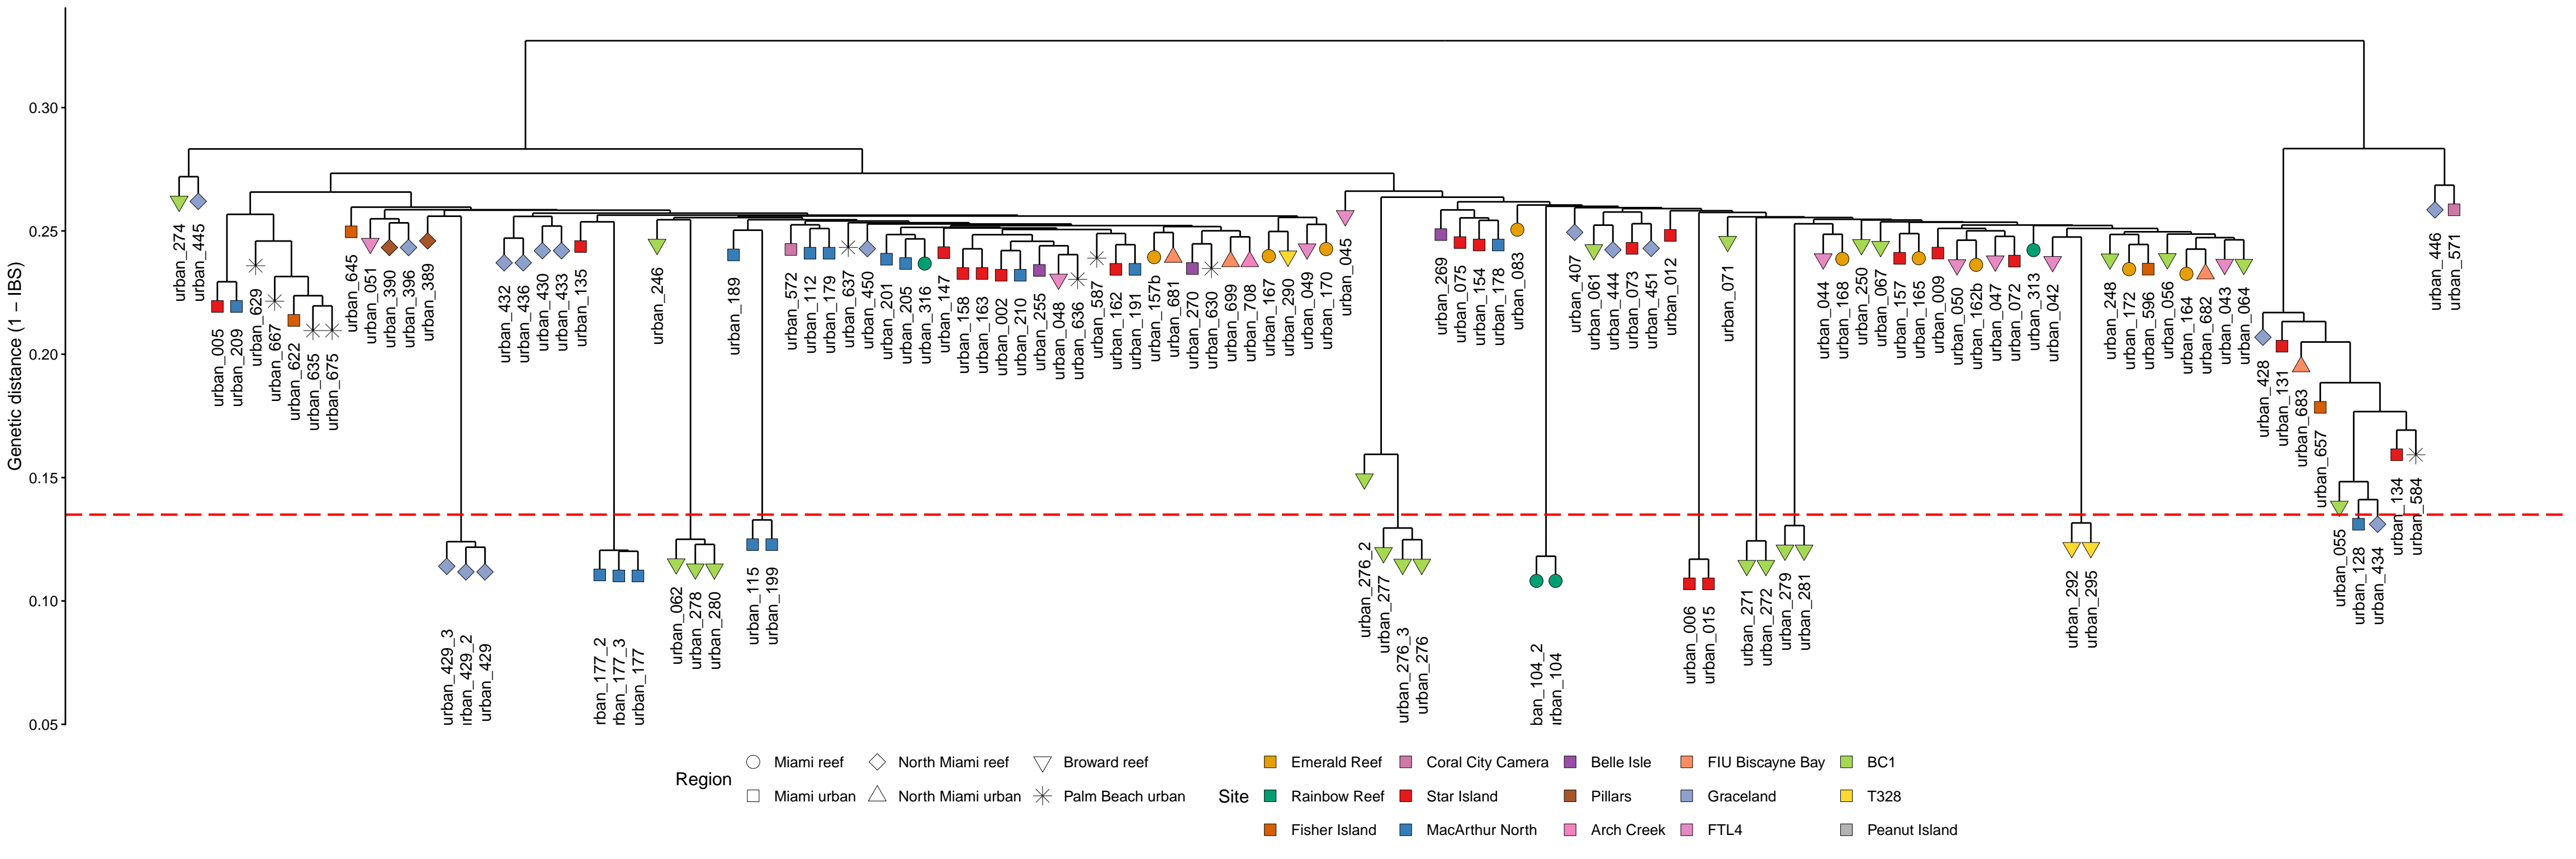 Genetic distance (1 − IBS)
0.30
0.25
0.20
0.15
0.10
0.05
urban_274
urban_445
urban_005
urban_209
urban_629
urban_667
urban_622
urban_635
urban_675
urban_645
urban_051
urban_390
urban_396
urban_389
urban_429_3
ırban_429_2
urban_429
urban_432
urban_436
urban_430
urban_433
urban_135
rban_177_2
rban_177_3
urban_177
urban_246
urban_062
urban_278
urban_280
urban_189
urban_115
urban_199
urban_572
urban_112
urban_179
urban_637
urban_450
urban_201
urban_205
urban_316
urban_147
urban_158
urban_163
urban_002
urban_210
urban_255
urban_048
urban_636
urban_587
urban_162
urban_191
urban_157b
urban_681
urban_270
urban_630
urban_699
urban_708
urban_167
urban_290
urban_049
urban_170
urban_045
urban_276_2
urban_277
urban_276_3
urban_276
urban_269
urban_075
urban_154
urban_178
urban_083
ban_104_2
ırban_104
urban_407
urban_061
urban_444
urban_073
urban_451
urban_012
urban_006
urban_015
urban_071
urban_271
urban_272
urban_279
urban_281
urban_044
urban_168
urban_250
urban_067
urban_157
urban_165
urban_009
urban_050
urban_162b
urban_047
urban_072
urban_313
urban_042
urban_292
urban_295
urban_248
urban_172
urban_596
urban_056
urban_164
urban_682
urban_043
urban_064
urban_428
urban_131
urban_683
urban_657
urban_055
urban_128
urban_434
urban_134
urban_584
urban_446
urban_571
Region
Miami reef
North Miami reef
Broward reef
Miami urban
North Miami urban
Palm Beach urban
Site
Emerald Reef
Coral City Camera
Belle Isle
FIU Biscayne Bay
BC1
Rainbow Reef
Star Island
Pillars
Graceland
T328
Fisher Island
MacArthur North
Arch Creek
FTL4
Peanut Island